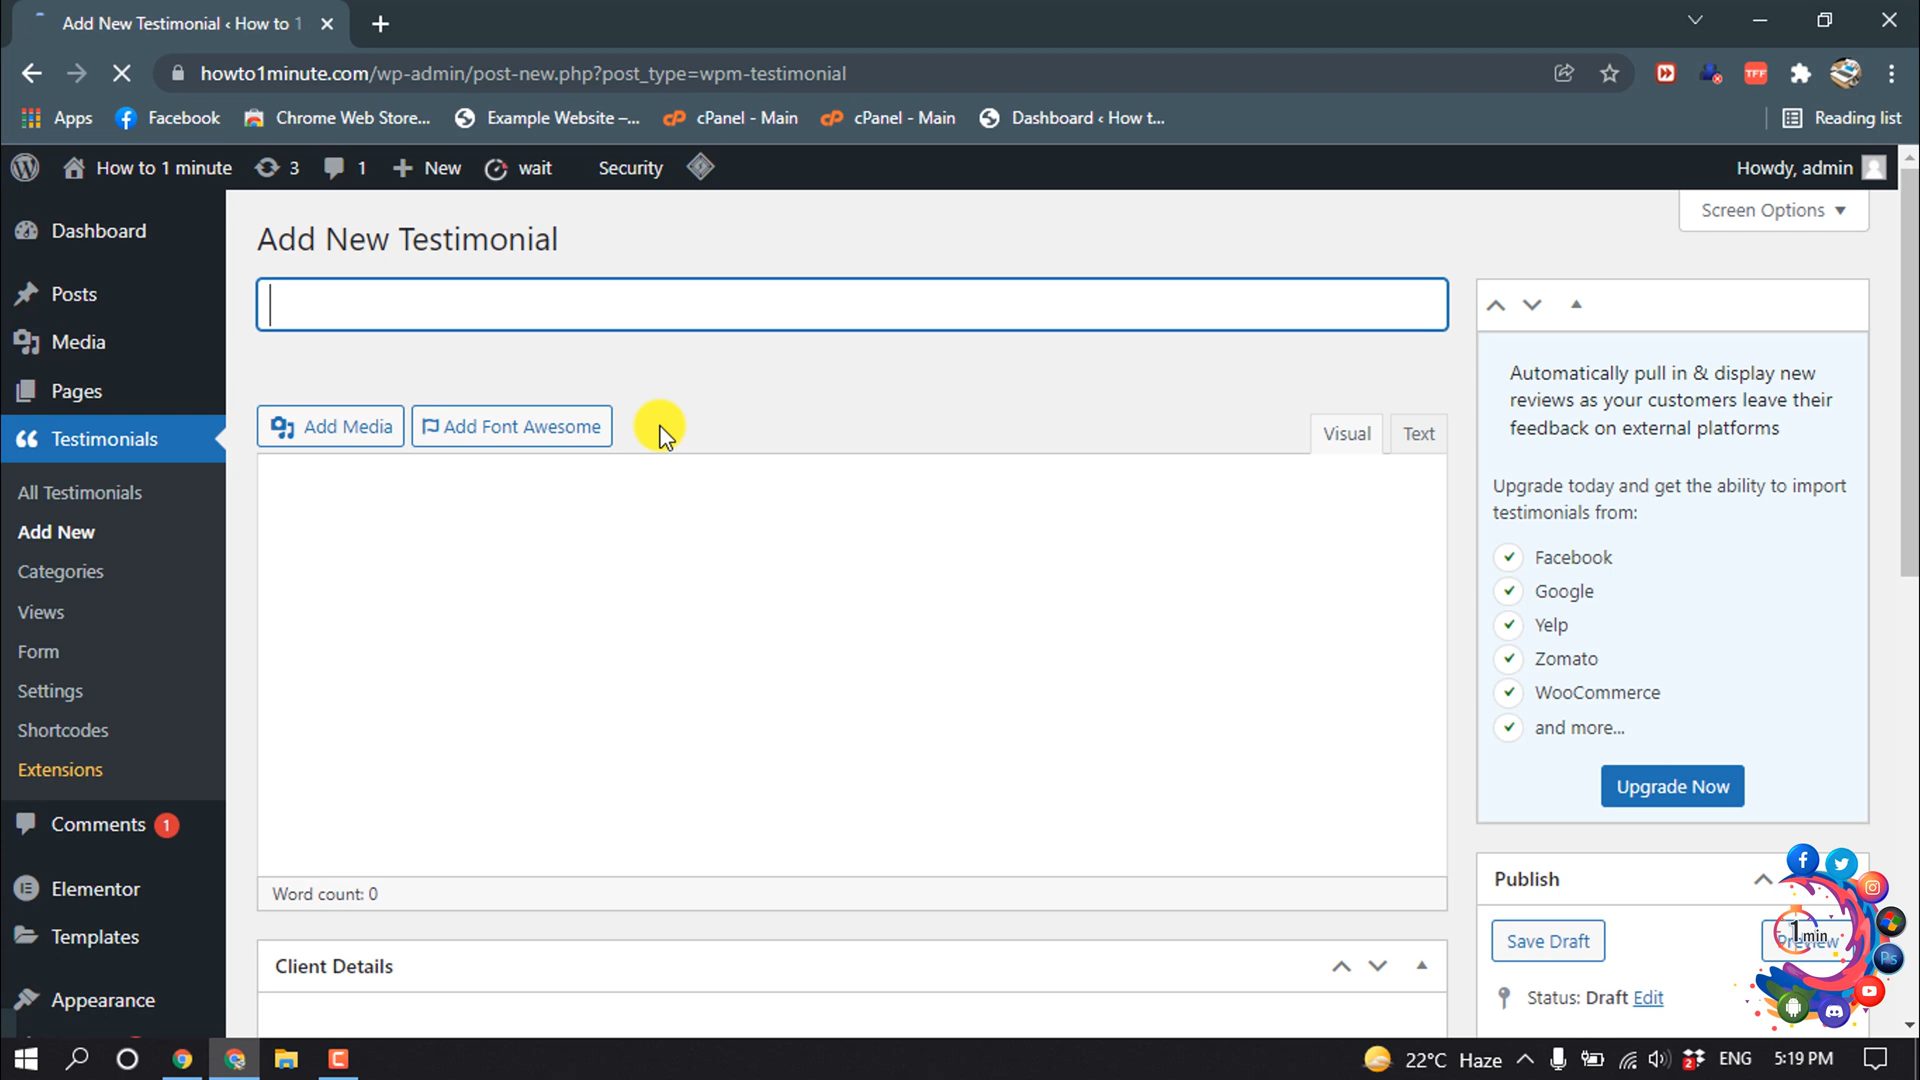 Add New Testimonial ‹ How to 1
howto1minute.com/wp-admin/post-new.php?post_type=wpm-testimonial
TFF
Apps
Facebook
Chrome Web Store...
Example Website –...
cPanel - Main
cPanel - Main
Dashboard ‹ How t...
Reading list
How to 1 minute
3
1
New
wait
Security
Howdy, admin
Dashboard
Posts
Media
Pages
Testimonials
All Testimonials
Add New
Categories
Views
Form
Settings
Shortcodes
Extensions
Comments 1
Elementor
Templates
Appearance
Screen Options
Add New Testimonial
Add Media
Add Font Awesome
Visual
Text
Word count: 0
Client Details
Automatically pull in & display new
reviews as your customers leave their
feedback on external platforms
Upgrade today and get the ability to import
testimonials from:
Facebook
Google
Yelp
Zomato
WooCommerce
and more...
Upgrade Now
Publish
Save Draft
Preview
Status: Draft Edit
1 min
Ps
22°C Haze
2
ENG
5:19 PM